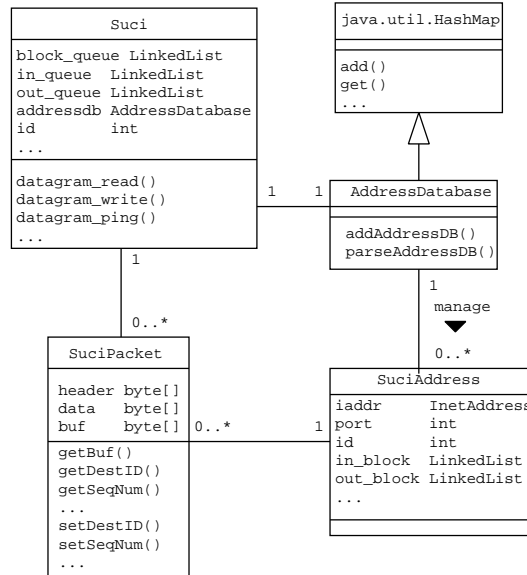 Suci
block_queue LinkedList
in_queue LinkedList
out_queue LinkedList
addressdb AddressDatabase
id int
...
datagram_read()
datagram_write()
datagram_ping()
...
java.util.HashMap
add()
get()
...
1 1
AddressDatabase
addAddressDB()
parseAddressDB()
1
0..*
1
manage
0..*
SuciPacket
header byte[]
data byte[]
buf byte[]
getBuf()
getDestID()
getSeqNum()
...
setDestID()
setSeqNum()
...
0..* 1
SuciAddress
iaddr InetAddress
port int
id int
in_block LinkedList
out_block LinkedList
...